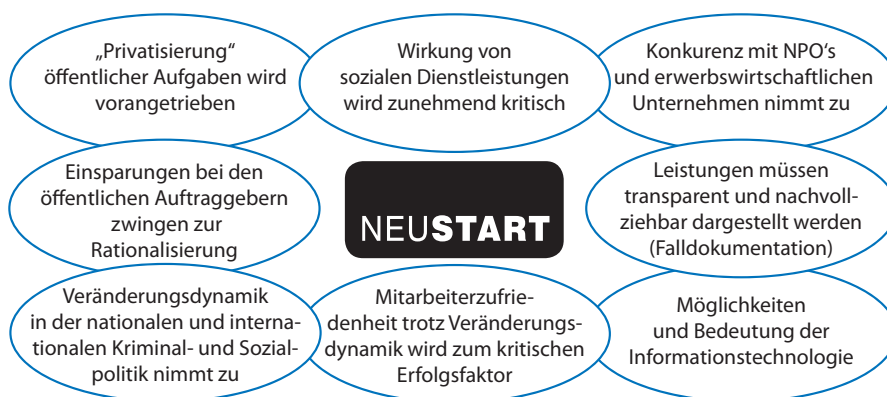 „Privatisierung“
öffentlicher Aufgaben wird
vorangetrieben
Wirkung von
sozialen Dienstleistungen
wird zunehmend kritisch
Konkurenz mit NPO‘s
und erwerbswirtschaftlichen
Unternehmen nimmt zu
Einsparungen bei den
öffentlichen Auftraggebern
zwingen zur
Rationalisierung
NEUSTART
Leistungen müssen
transparent und nachvoll-
ziehbar dargestellt werden
(Falldokumentation)
Veränderungsdynamik
in der nationalen und interna-
tionalen Kriminal- und Sozial-
politik nimmt zu
Mitarbeiterzufrie-
denheit trotz Veränderungs-
dynamik wird zum kritischen
Erfolgsfaktor
Möglichkeiten
und Bedeutung der
Informationstechnologie